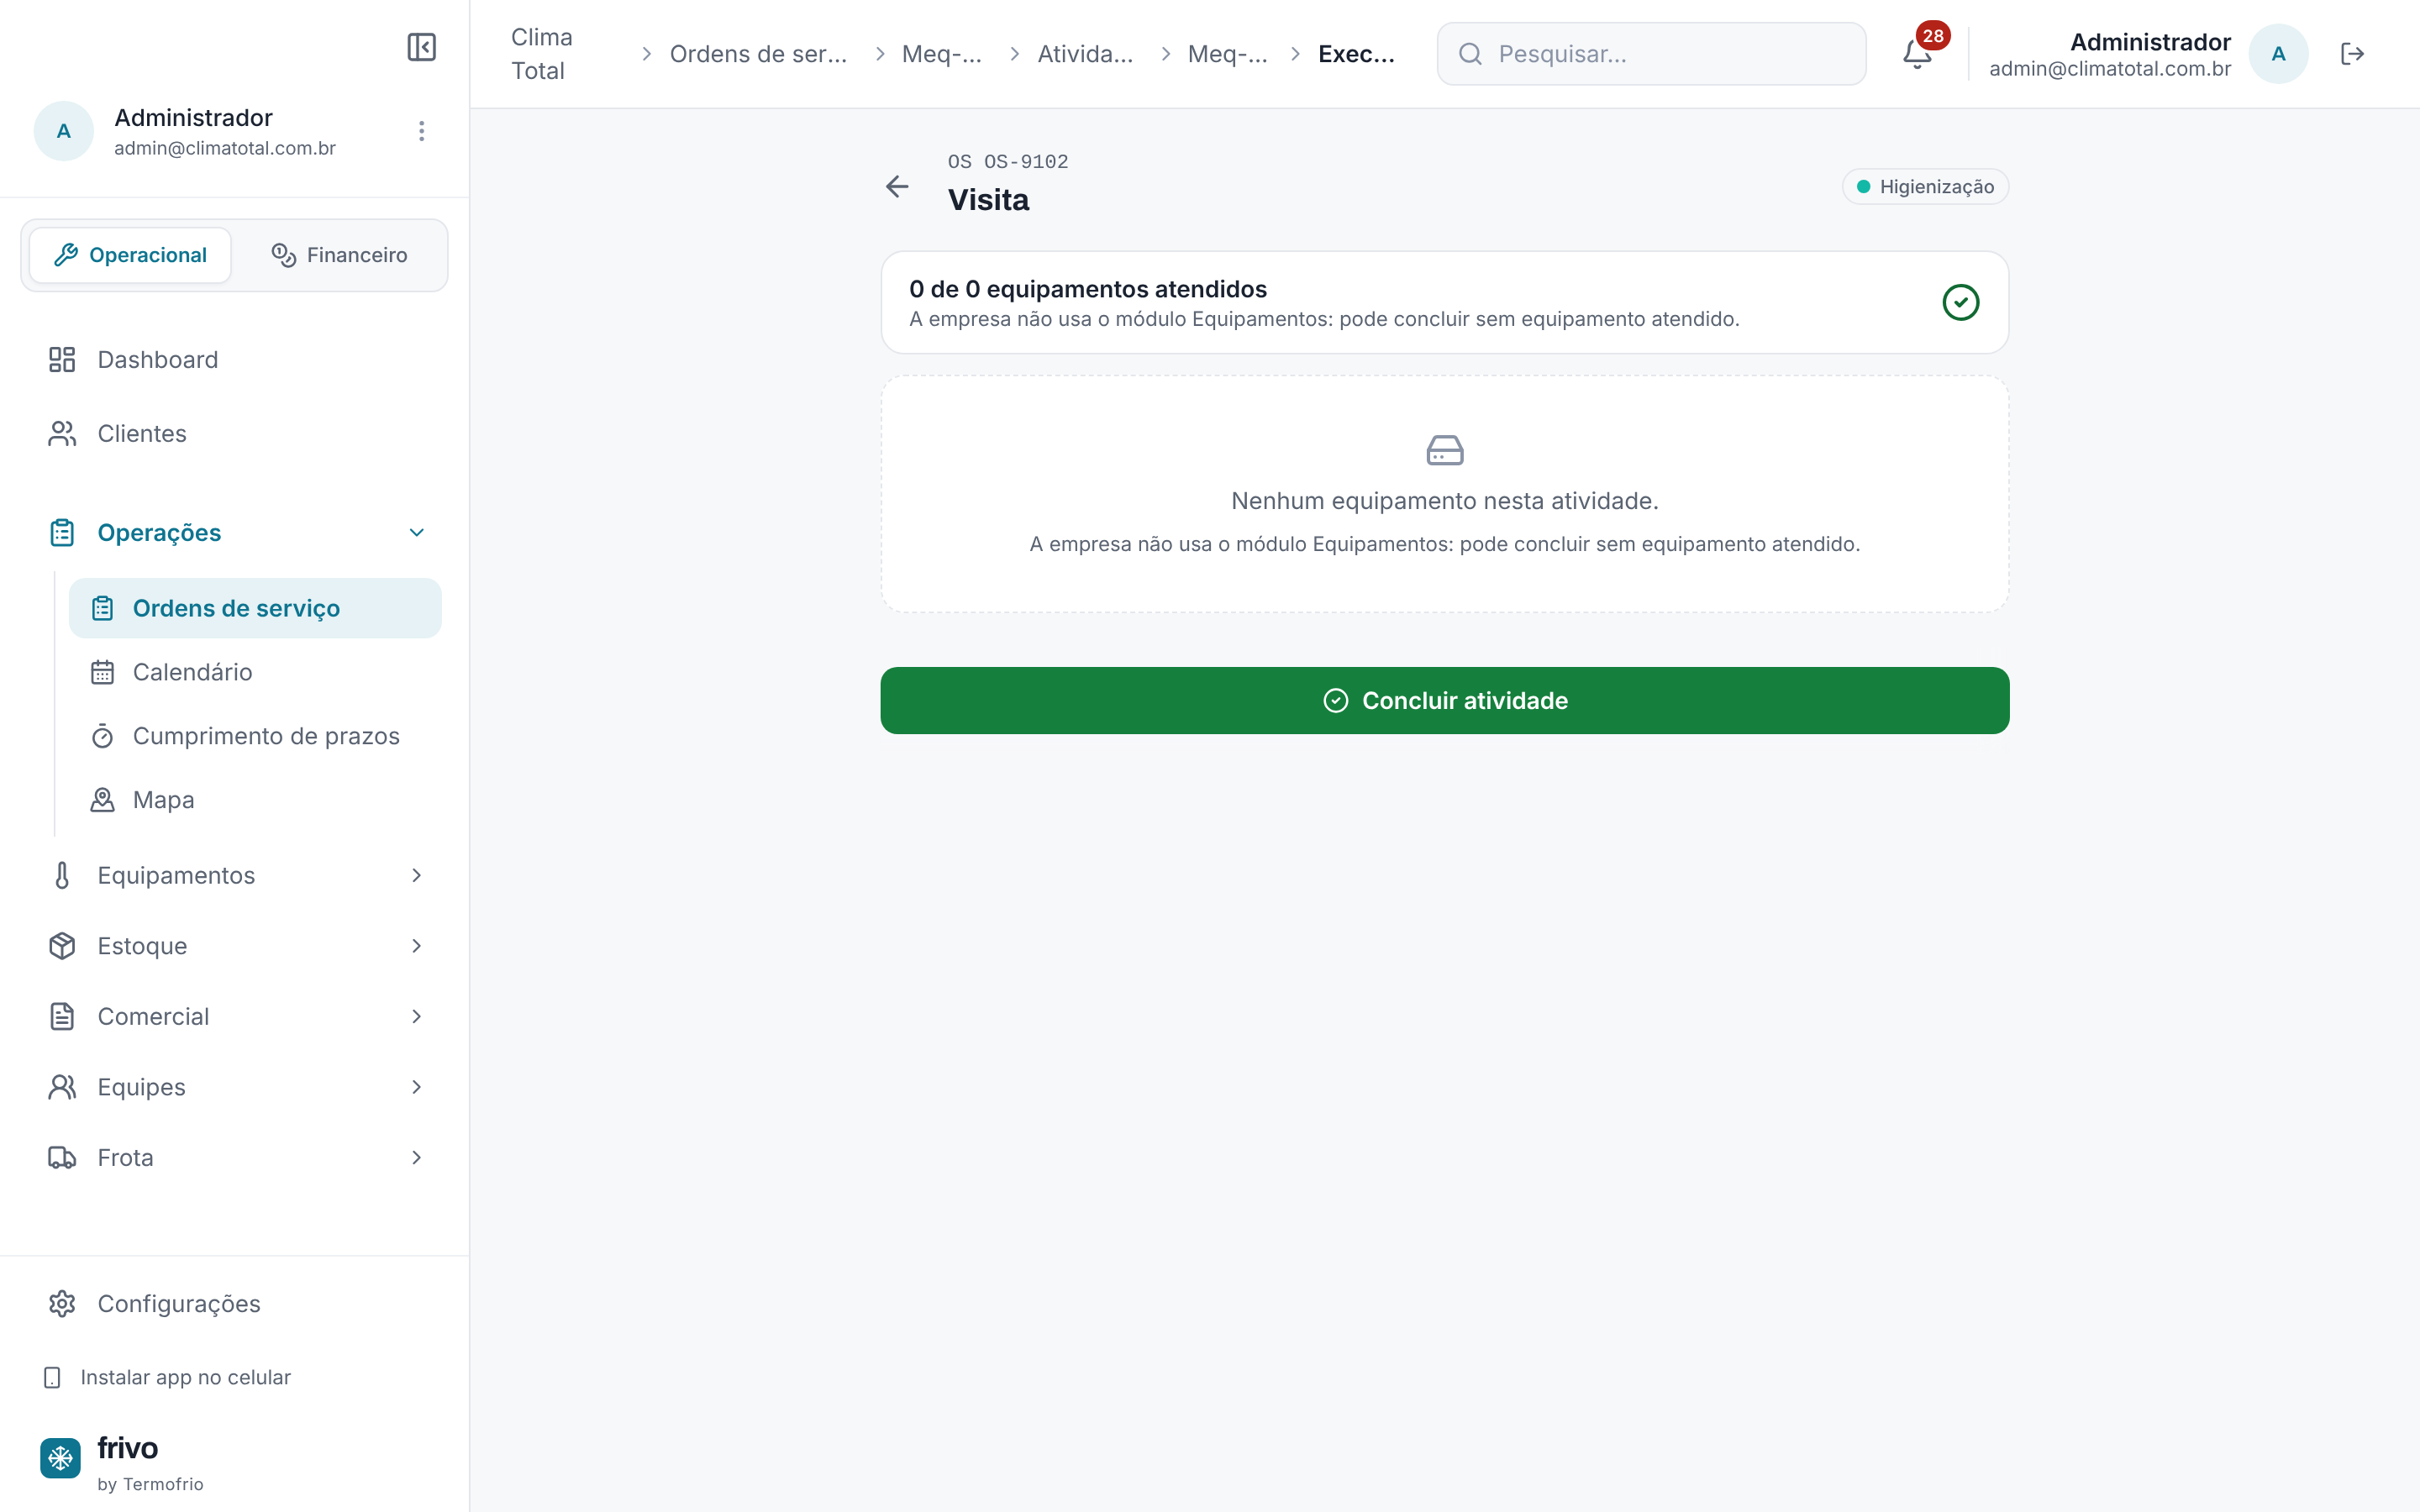 Administrador
admin@climatotal.com.br
A
Operacional
Financeiro
Dashboard
Clientes
Operações
Ordens de serviço
Calendário
Cumprimento de prazos
Mapa
Equipamentos
Estoque
Comercial
Equipes
Frota
Configurações
Instalar app no celular
frivo
by Termofrio
Clima
Total
Ordens de ser...
Meq-...
Ativida...
Meq-...
Exec...
Pesquisar...
28
Administrador
admin@climatotal.com.br
A
OS OS-9102
Visita
Higienização
0 de 0 equipamentos atendidos
A empresa não usa o módulo Equipamentos: pode concluir sem equipamento atendido.
Nenhum equipamento nesta atividade.
A empresa não usa o módulo Equipamentos: pode concluir sem equipamento atendido.
Concluir atividade